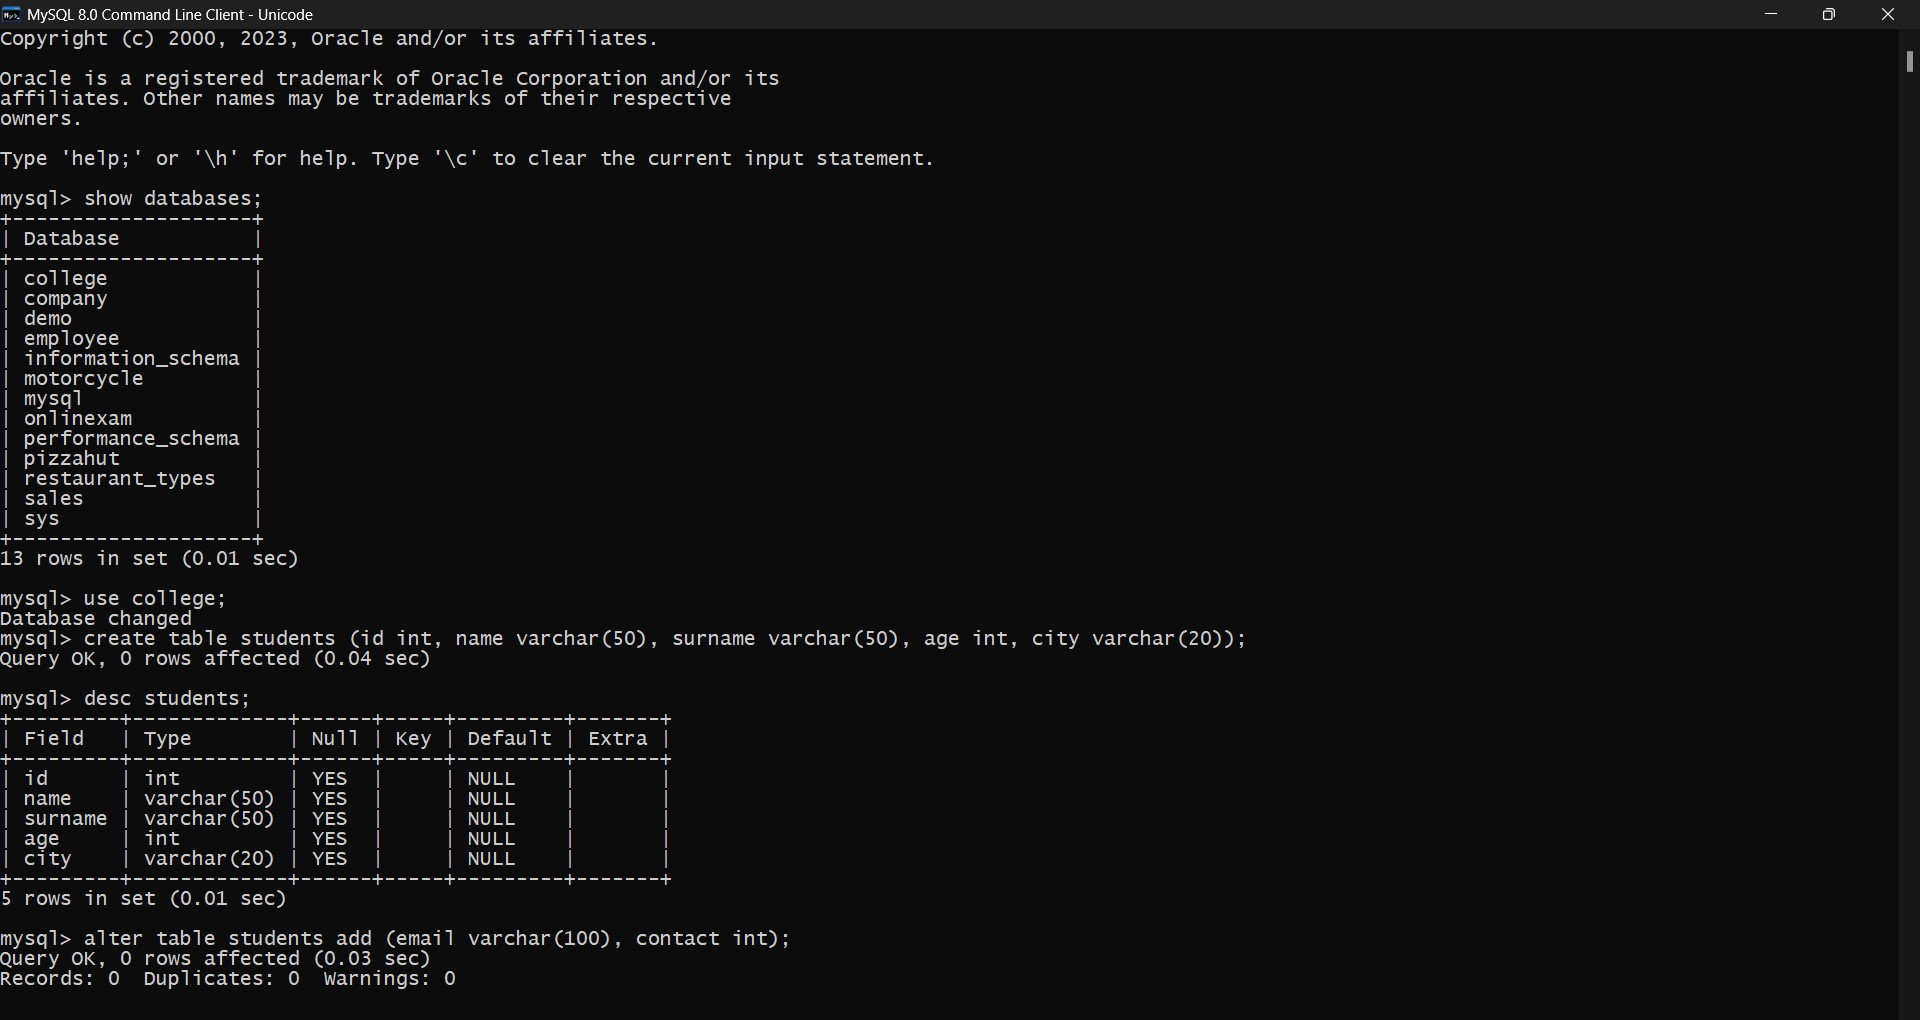 MySQL 8.0 Command Line Client - Unicode
Copyright (c) 2000, 2023, Oracle and/or its affiliates.
Oracle is a registered trademark of Oracle Corporation and/or its
affiliates. Other names may be trademarks of their respective
owners.
Type 'help;' or '\h' for help. Type '\c' to clear the current input statement.
mysql> show databases;
+--------------------+
| Database           |
+--------------------+
| college            |
| company            |
| demo               |
| employee           |
| information_schema |
| motorcycle         |
| mysql              |
| onlinexam          |
| performance_schema |
| pizzahut           |
| restaurant_types   |
| sales              |
| sys                |
+--------------------+
13 rows in set (0.01 sec)
mysql> use college;
Database changed
mysql> create table students (id int, name varchar(50), surname varchar(50), age int, city varchar(20));
Query OK, 0 rows affected (0.04 sec)
mysql> desc students;
+---------+-------------+------+-----+---------+-------+
| Field   | Type        | Null | Key | Default | Extra |
+---------+-------------+------+-----+---------+-------+
| id      | int         | YES  |     | NULL    |       |
| name    | varchar(50) | YES  |     | NULL    |       |
| surname | varchar(50) | YES  |     | NULL    |       |
| age     | int         | YES  |     | NULL    |       |
| city    | varchar(20) | YES  |     | NULL    |       |
+---------+-------------+------+-----+---------+-------+
5 rows in set (0.01 sec)
mysql> alter table students add (email varchar(100), contact int);
Query OK, 0 rows affected (0.03 sec)
Records: 0  Duplicates: 0  Warnings: 0